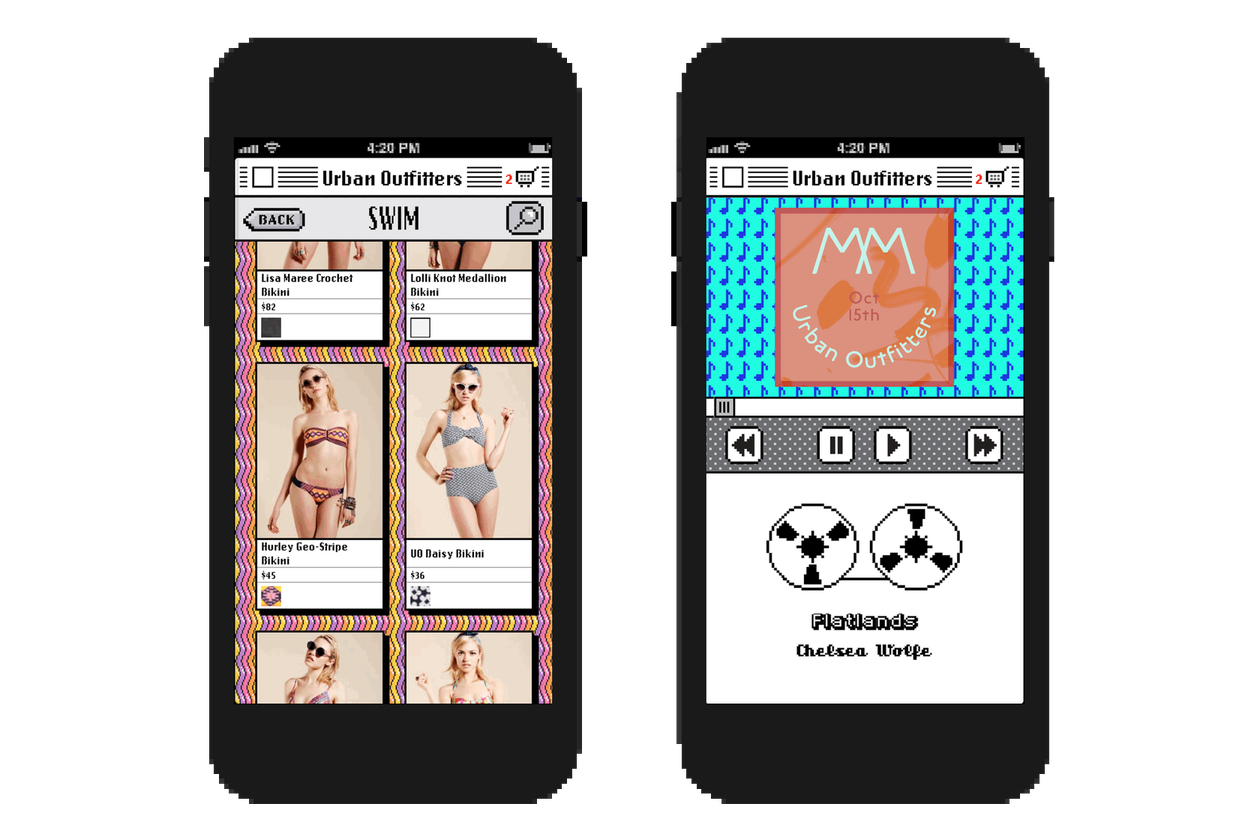 4:20 PM
Urban Outfitters
2
BACK
SWIM
Lisa Maree Crochet
Bikini
$82
Lolli Knot Medallion
Bikini
$62
Hurley Geo-Stripe
Bikini
$45
UO Daisy Bikini
$36
4:20 PM
Urban Outfitters
2
MM
Oct
15th
Urban Outfitters
Flatlands
Chelsea Wolfe